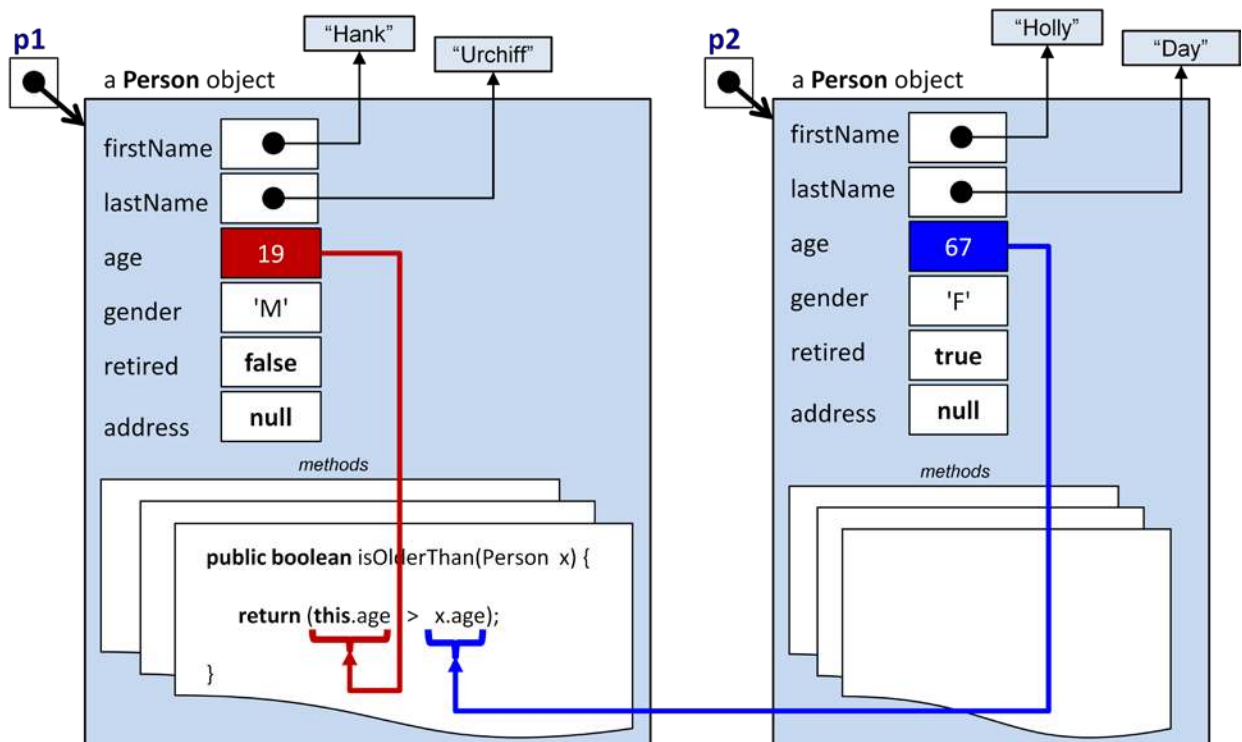 p1
“Hank”
“Urchiff”
a Person object
firstName
lastName
age
19
gender
'M'
retired
false
address
null
methods
public boolean isOlderThan(Person x) {
return (this.age > x.age);
}
p2
“Holly”
“Day”
a Person object
firstName
lastName
age
67
gender
'F'
retired
true
address
null
methods